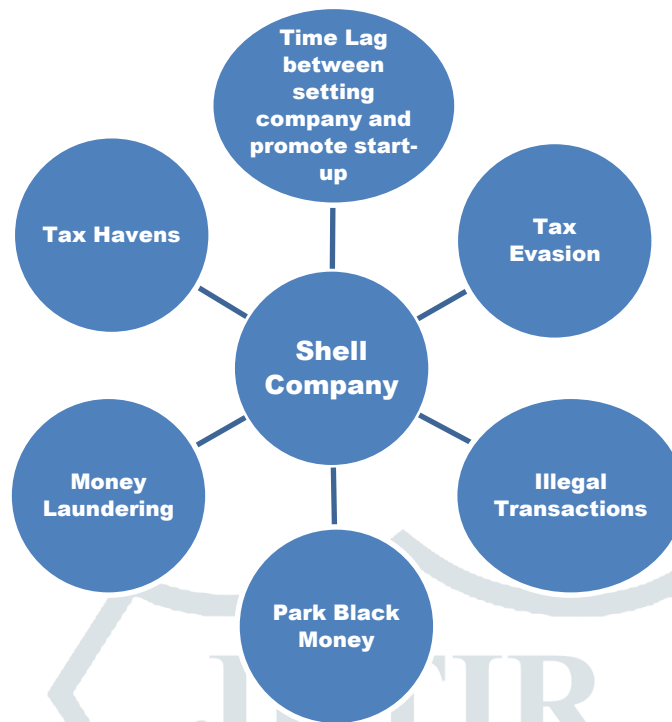 Time Lag
between
setting
company and
promote start-
up
Tax Havens
Tax
Evasion
Shell
Company
Money
Laundering
Illegal
Transactions
Park Black
Money